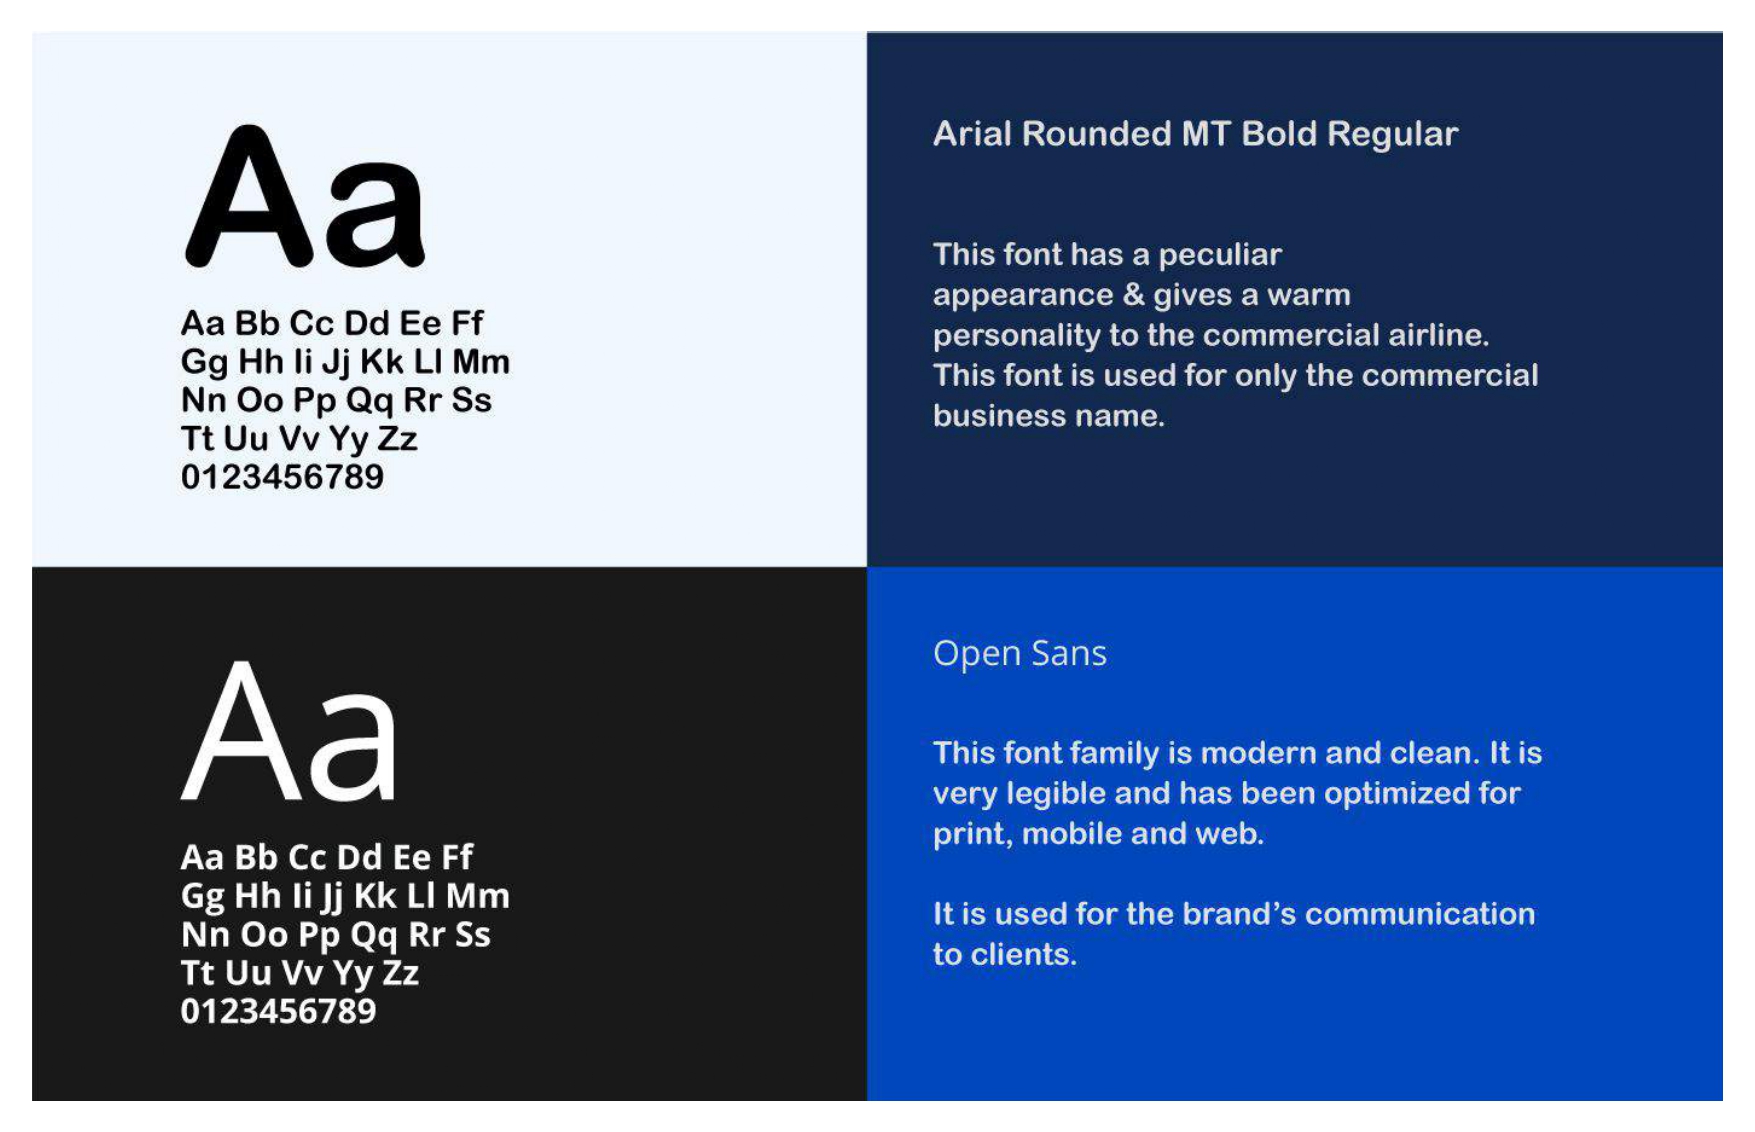 Aa
Aa Bb Cc Dd Ee Ff
Gg Hh Ii Jj Kk Ll Mm
Nn Oo Pp Qq Rr Ss
Tt Uu Vv Yy Zz
0123456789
Arial Rounded MT Bold Regular
This font has a peculiar
appearance & gives a warm
personality to the commercial airline.
This font is used for only the commercial
business name.
Aa
Aa Bb Cc Dd Ee Ff
Gg Hh Ii Jj Kk Ll Mm
Nn Oo Pp Qq Rr Ss
Tt Uu Vv Yy Zz
0123456789
Open Sans
This font family is modern and clean. It is
very legible and has been optimized for
print, mobile and web.
It is used for the brand’s communication
to clients.